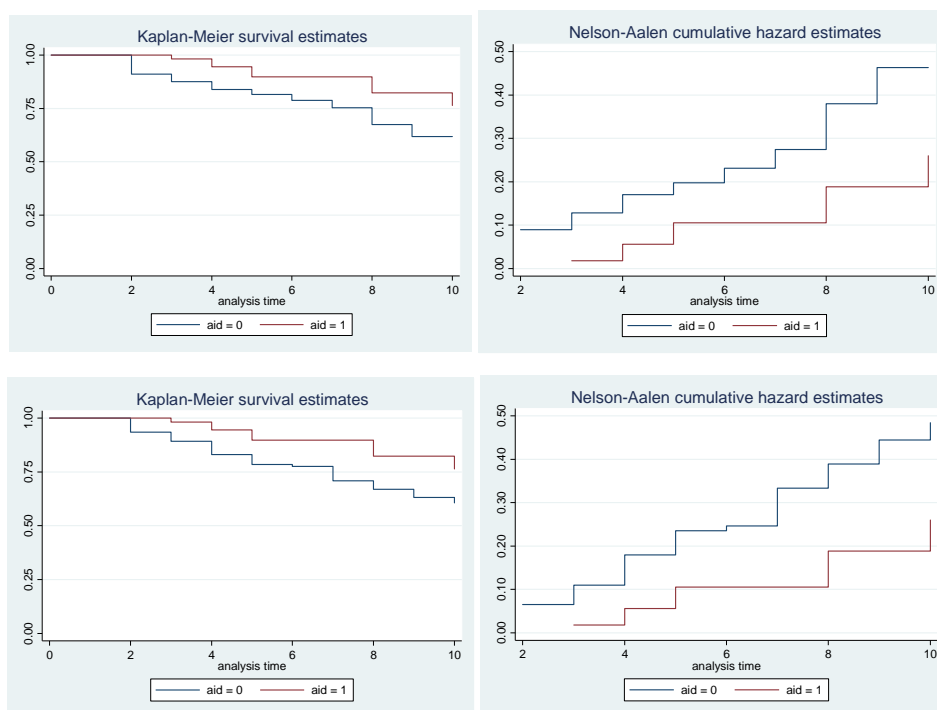 Kaplan-Meier survival estimates
1.00
0.75
0.50
0.25
0.00
0 2 4 6 8 10
analysis time
aid = 0 aid = 1
Nelson-Aalen cumulative hazard estimates
0.50
0.40
0.30
0.20
0.10
0.00
2 4 6 8 10
analysis time
aid = 0 aid = 1
Kaplan-Meier survival estimates
1.00
0.75
0.50
0.25
0.00
0 2 4 6 8 10
analysis time
aid = 0 aid = 1
Nelson-Aalen cumulative hazard estimates
0.50
0.40
0.30
0.20
0.10
0.00
2 4 6 8 10
analysis time
aid = 0 aid = 1